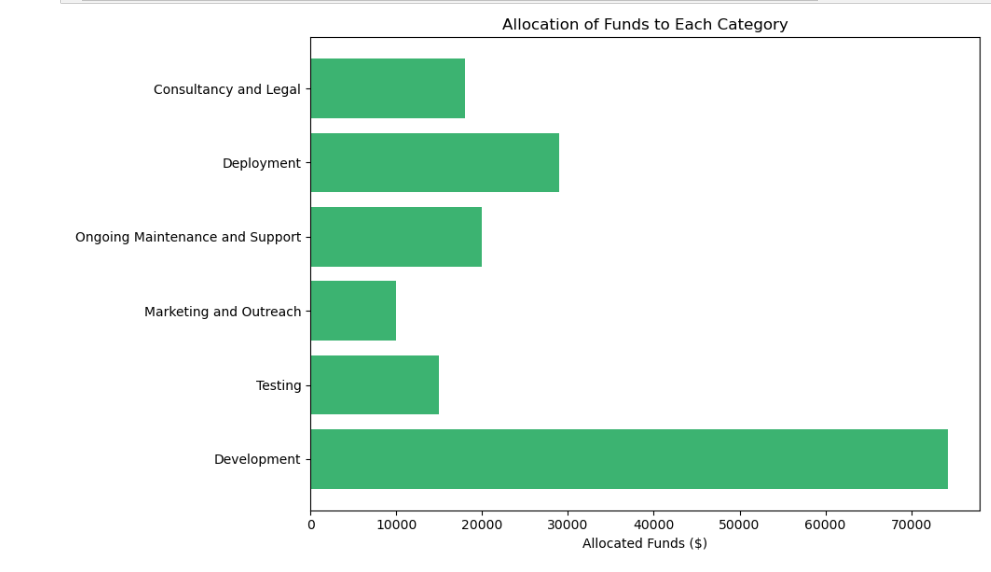 Allocation of Funds to Each Category
Consultancy and Legal
Deployment
Ongoing Maintenance and Support
Marketing and Outreach
Testing
Development
0 10000 20000 30000 40000 50000 60000 70000
Allocated Funds ($)